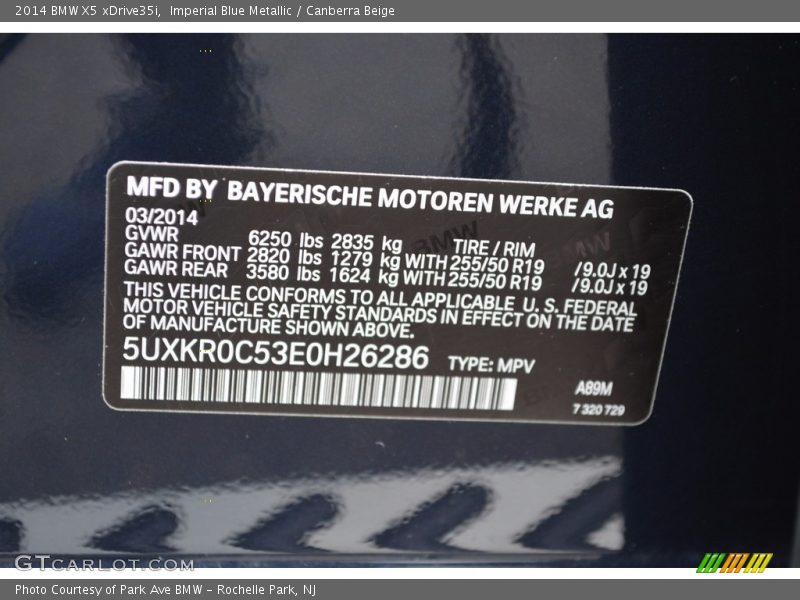 2014 BMW X5 xDrive35i, Imperial Blue Metallic / Canberra Beige
MFD BY BAYERISCHE MOTOREN WERKE AG
03/2014
GVWR 6250 lbs 2835 kg TIRE / RIM
GAWR FRONT 2820 lbs 1279 kg WITH 255/50 R19 /9.0J x 19
GAWR REAR 3580 lbs 1624 kg WITH 255/50 R19 /9.0J x 19
THIS VEHICLE CONFORMS TO ALL APPLICABLE U.S. FEDERAL
MOTOR VEHICLE SAFETY STANDARDS IN EFFECT ON THE DATE
OF MANUFACTURE SHOWN ABOVE.
5UXKR0C53E0H26286 TYPE: MPV
A89M
7 320 729
GTCARLOT.COM
Photo Courtesy of Park Ave BMW - Rochelle Park, NJ